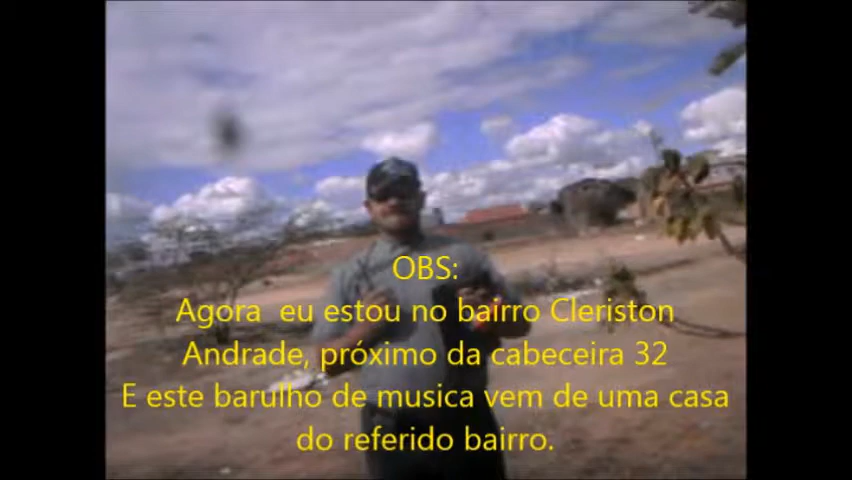 OBS:
Agora eu estou no bairro Cleriston
Andrade, próximo da cabeceira 32
E este barulho de musica vem de uma casa
do referido bairro.